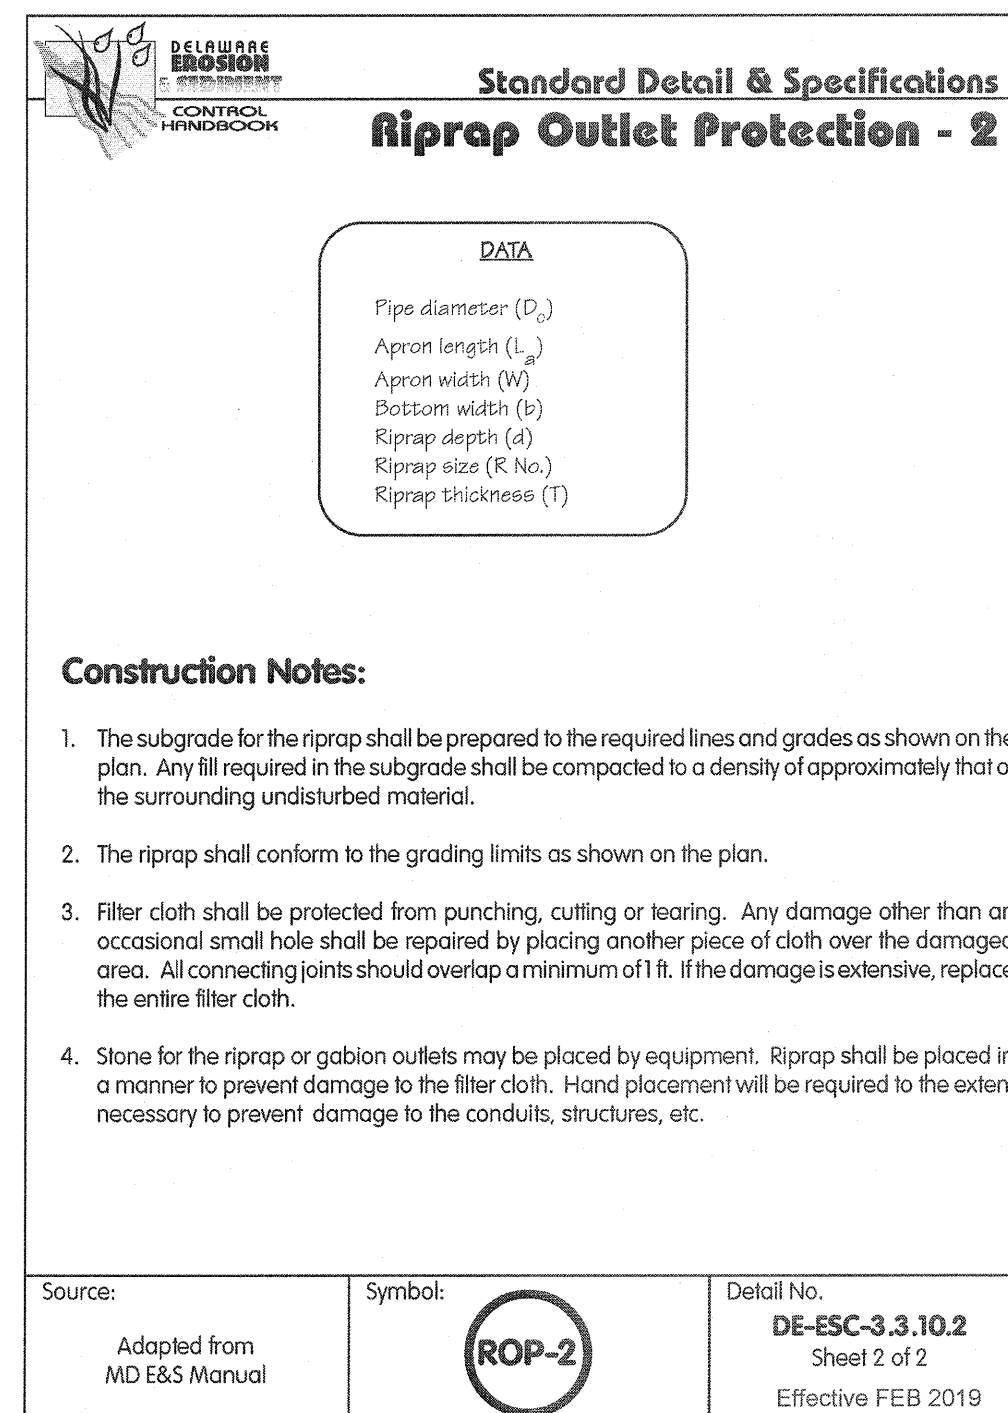 DELAWARE
EROSION
& SEDIMENT
CONTROL
HANDBOOK
Standard Detail & Specifications
Riprap Outlet Protection - 2
DATA
Pipe diameter (Do)
Apron length (La)
Apron width (W)
Bottom width (b)
Riprap depth (d)
Riprap size (R No.)
Riprap thickness (T)
Construction Notes:
1. The subgrade for the riprap shall be prepared to the required lines and grades as shown on the
plan. Any fill required in the subgrade shall be compacted to a density of approximately that o
the surrounding undisturbed material.
2. The riprap shall conform to the grading limits as shown on the plan.
3. Filter cloth shall be protected from punching, cutting or tearing. Any damage other than an
occasional small hole shall be repaired by placing another piece of cloth over the damaged
area. All connecting joints should overlap a minimum of 1 ft. If the damage is extensive, replace
the entire filter cloth.
4. Stone for the riprap or gabion outlets may be placed by equipment. Riprap shall be placed in
a manner to prevent damage to the filter cloth. Hand placement will be required to the exten
necessary to prevent damage to the conduits, structures, etc.
Source:
Adapted from
MD E&S Manual
Symbol:
ROP-2
Detail No.
DE-ESC-3.3.10.2
Sheet 2 of 2
Effective FEB 2019